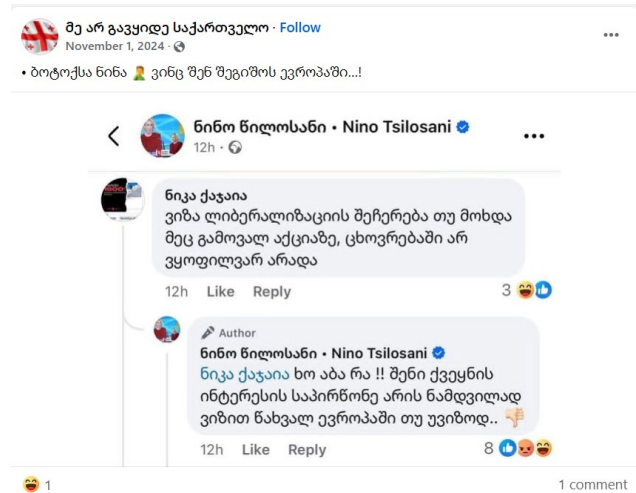 მე არ გავყიდე საქართველო · Follow
November 1, 2024 ·
• ბოტოქსა ნინა 🤦‍♂️ ვინც შენ შეგიშოს ევროპაში...!
ნინო წილოსანი • Nino Tsilosani
12h ·
ნიკა ქაჯაია
ვიზა ლიბერალიზაციის შეჩერება თუ მოხდა
მეც გამოვალ აქციაზე, ცხოვრებაში არ
ვყოფილვარ არადა
12h Like Reply 3
Author
ნინო წილოსანი • Nino Tsilosani
ნიკა ქაჯაია ხო აბა რა !! შენი ქვეყნის
ინტერესის საპირწონე არის ნამდვილად
ვიზით წახვალ ევროპაში თუ უვიზოდ.. 👎
12h Like Reply 8
1 1 comment